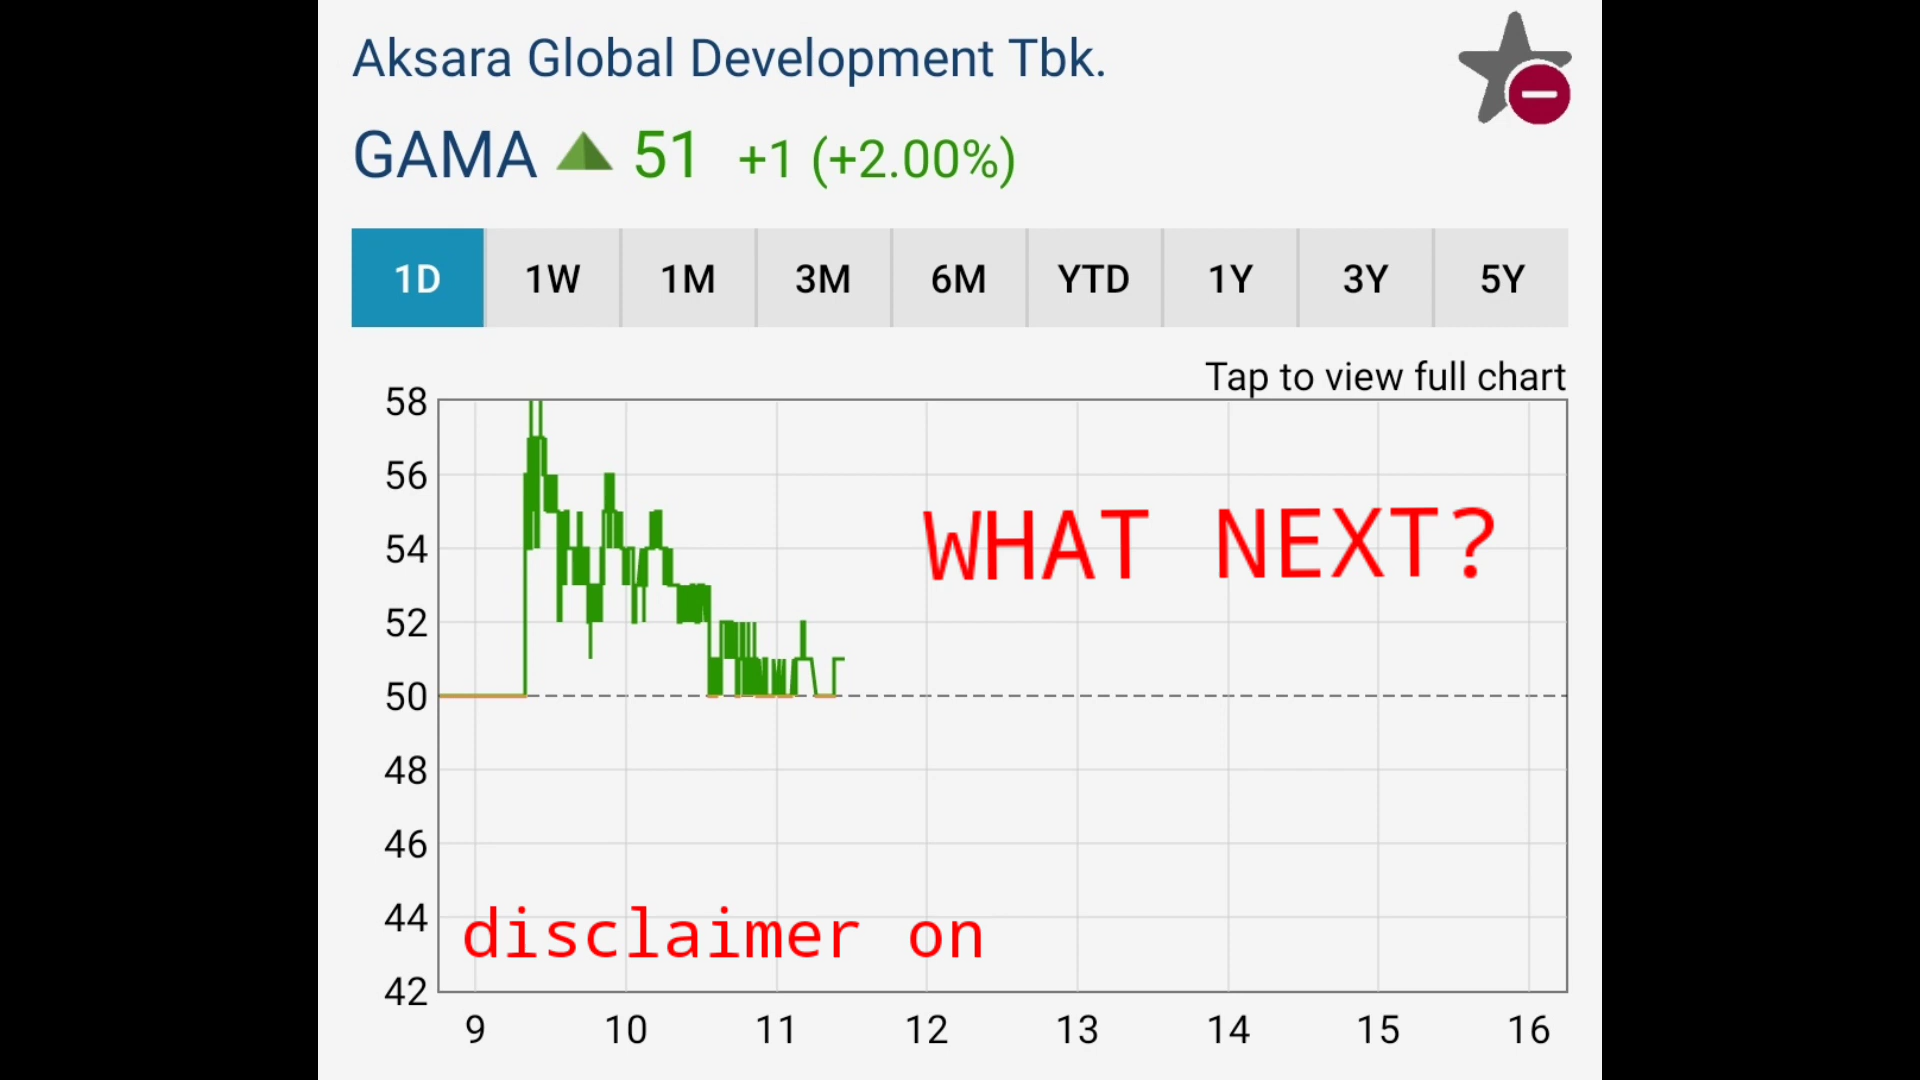 Aksara Global Development Tbk.
GAMA 51 +1 (+2.00%)
1D 1W 1M 3M 6M YTD 1Y 3Y 5Y
Tap to view full chart
58
56
WHAT NEXT?
54
52
50
48
46
44
disclaimer on
42
9 10 11 12 13 14 15 16